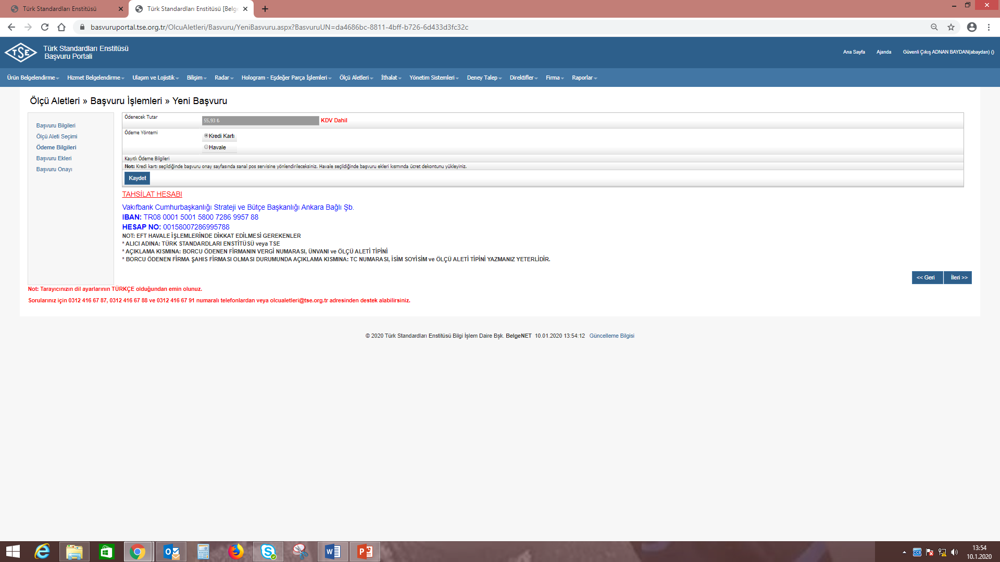 Türk Standardları Enstitüsü
Türk Standardları Enstitüsü [Belge
basvuruportal.tse.org.tr/OlcuAletleri/Basvuru/YeniBasvuru.aspx?BasvuruUN=da4686bc-8811-4bff-b726-6d433d3fc32c
TSE
Türk Standardları Enstitüsü
Başvuru Portali
Ana Sayfa Ajanda Güvenli Çıkış ADNAN BAYDAN(abaydan) ()
Ürün Belgelendirme Hizmet Belgelendirme Ulaşım ve Lojistik Bilişim Radar Hologram - Eşdeğer Parça İşlemleri Ölçü Aletleri İthalat Yönetim Sistemleri Deney Talep Direktifler Firma Raporlar
Ölçü Aletleri » Başvuru İşlemleri » Yeni Başvuru
Başvuru Bilgileri
Ölçü Aleti Seçimi
Ödeme Bilgileri
Başvuru Ekleri
Başvuru Onayı
Ödenecek Tutar 55,93 ₺ KDV Dahil
Ödeme Yöntemi Kredi Kartı
Havale
Kayıtlı Ödeme Bilgileri
Not: Kredi kartı seçildiğinde başvuru onay sayfasında sanal pos servisine yönlendirileceksiniz. Havale seçildiğinde başvuru ekleri kısmında ücret dekontunu yükleyiniz.
Kaydet
TAHSİLAT HESABI
Vakıfbank Cumhurbaşkanlığı Strateji ve Bütçe Başkanlığı Ankara Bağlı Şb.
IBAN: TR08 0001 5001 5800 7286 9957 88
HESAP NO: 00158007286995788
NOT: EFT HAVALE İŞLEMLERİNDE DİKKAT EDİLMESİ GEREKENLER
* ALICI ADINA: TÜRK STANDARDLARI ENSTİTÜSÜ veya TSE
* AÇIKLAMA KISMINA: BORCU ÖDENEN FİRMANIN VERGİ NUMARASI, ÜNVANI ve ÖLÇÜ ALETİ TİPİNİ
* BORCU ÖDENEN FİRMA ŞAHIS FİRMASI OLMASI DURUMUNDA AÇIKLAMA KISMINA: TC NUMARASI, İSİM SOYİSİM ve ÖLÇÜ ALETİ TİPİNİ YAZMANIZ YETERLİDİR.
<< Geri İleri >>
Not: Tarayıcınızın dil ayarlarının TÜRKÇE olduğundan emin olunuz.
Sorularınız için 0312 416 67 87, 0312 416 67 88 ve 0312 416 67 91 numaralı telefonlardan veya olcualetleri@tse.org.tr adresinden destek alabilirsiniz.
© 2020 Türk Standardları Enstitüsü Bilgi İşlem Daire Bşk. BelgeNET 10.01.2020 13:54:12 Güncelleme Bilgisi
13:54
10.1.2020